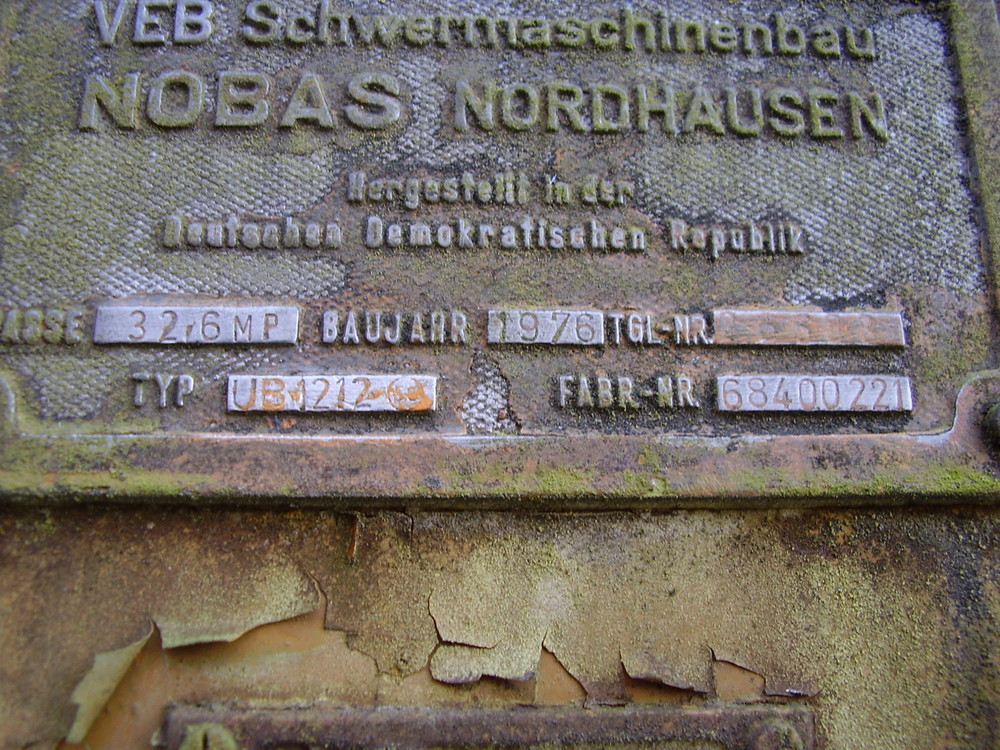 VEB Schwermaschinenbau
NOBAS NORDHAUSEN
Hergestellt in der
Deutschen Demokratischen Republik
ASSE 32,6 MP BAUJAHR 1976 TGL-NR.
TYP UB 1212 FABR.-NR. 68400221